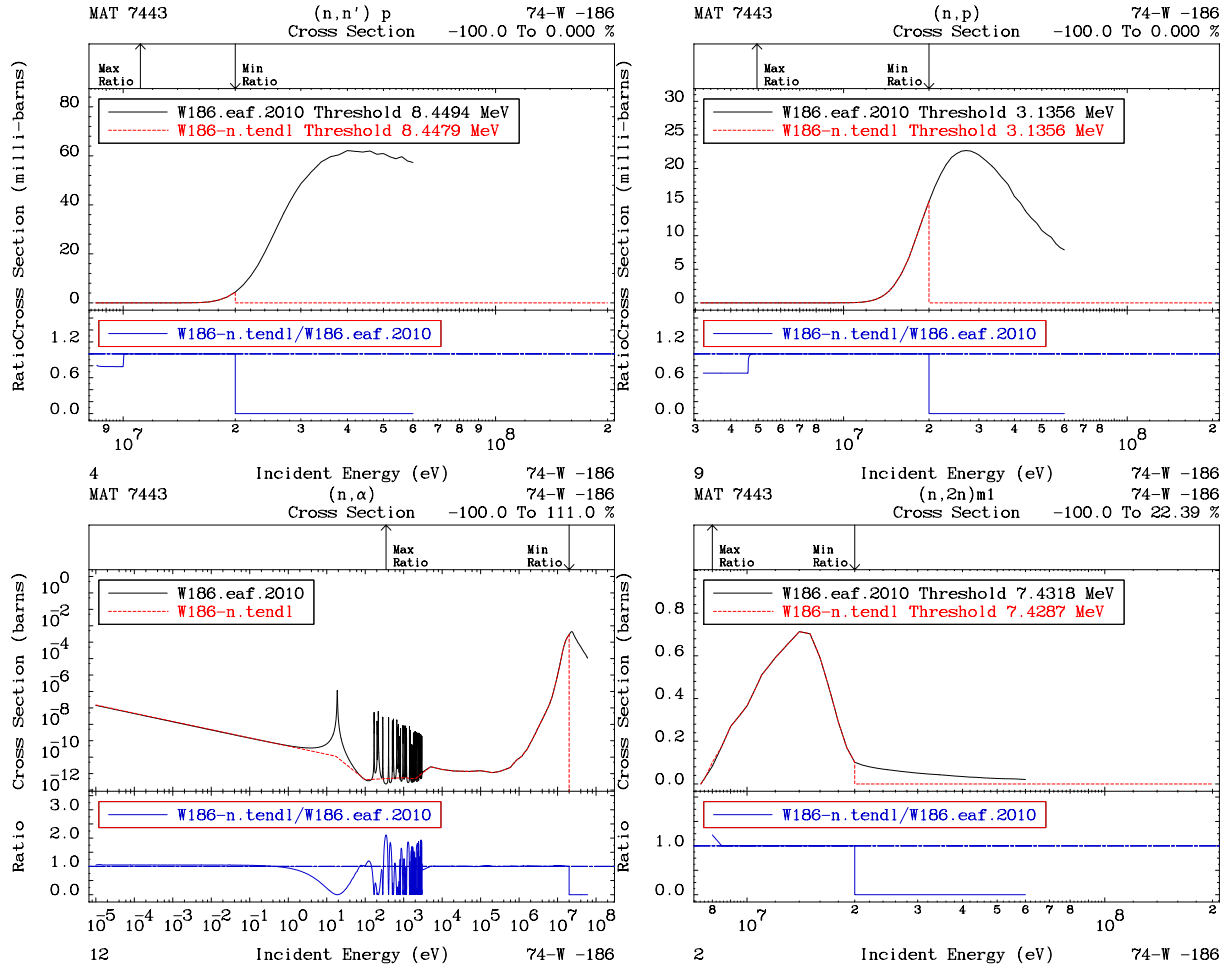 MAT 7443 (n,n') p 74-W -186
Cross Section -100.0 To 0.000 %
Max Ratio
Min Ratio
Cross Section (milli-barns)
80
60
40
20
0
W186.eaf.2010 Threshold 8.4494 MeV
W186-n.tendl Threshold 8.4479 MeV
Ratio
1.2
0.6
0.0
W186-n.tendl/W186.eaf.2010
9 10^7 2 3 4 5 6 7 8 9 10^8 2
4 Incident Energy (eV) 74-W -186
MAT 7443 (n,p) 74-W -186
Cross Section -100.0 To 0.000 %
Max Ratio
Min Ratio
Cross Section (milli-barns)
30
25
20
15
10
5
0
W186.eaf.2010 Threshold 3.1356 MeV
W186-n.tendl Threshold 3.1356 MeV
Ratio
1.2
0.6
0.0
W186-n.tendl/W186.eaf.2010
3 4 5 6 7 8 10^7 2 3 4 5 6 7 8 10^8 2
9 Incident Energy (eV) 74-W -186
MAT 7443 (n,α) 74-W -186
Cross Section -100.0 To 111.0 %
Max Ratio
Min Ratio
Cross Section (barns)
10^0
10^-2
10^-4
10^-6
10^-8
10^-10
10^-12
W186.eaf.2010
W186-n.tendl
Ratio
3.0
2.0
1.0
0.0
W186-n.tendl/W186.eaf.2010
10^-5 10^-4 10^-3 10^-2 10^-1 10^0 10^1 10^2 10^3 10^4 10^5 10^6 10^7 10^8
12 Incident Energy (eV) 74-W -186
MAT 7443 (n,2n)m1 74-W -186
Cross Section -100.0 To 22.39 %
Max Ratio
Min Ratio
Cross Section (barns)
0.8
0.6
0.4
0.2
0.0
W186.eaf.2010 Threshold 7.4318 MeV
W186-n.tendl Threshold 7.4287 MeV
Ratio
1.0
0.0
W186-n.tendl/W186.eaf.2010
8 10^7 2 3 4 5 6 7 8 10^8 2
2 Incident Energy (eV) 74-W -186